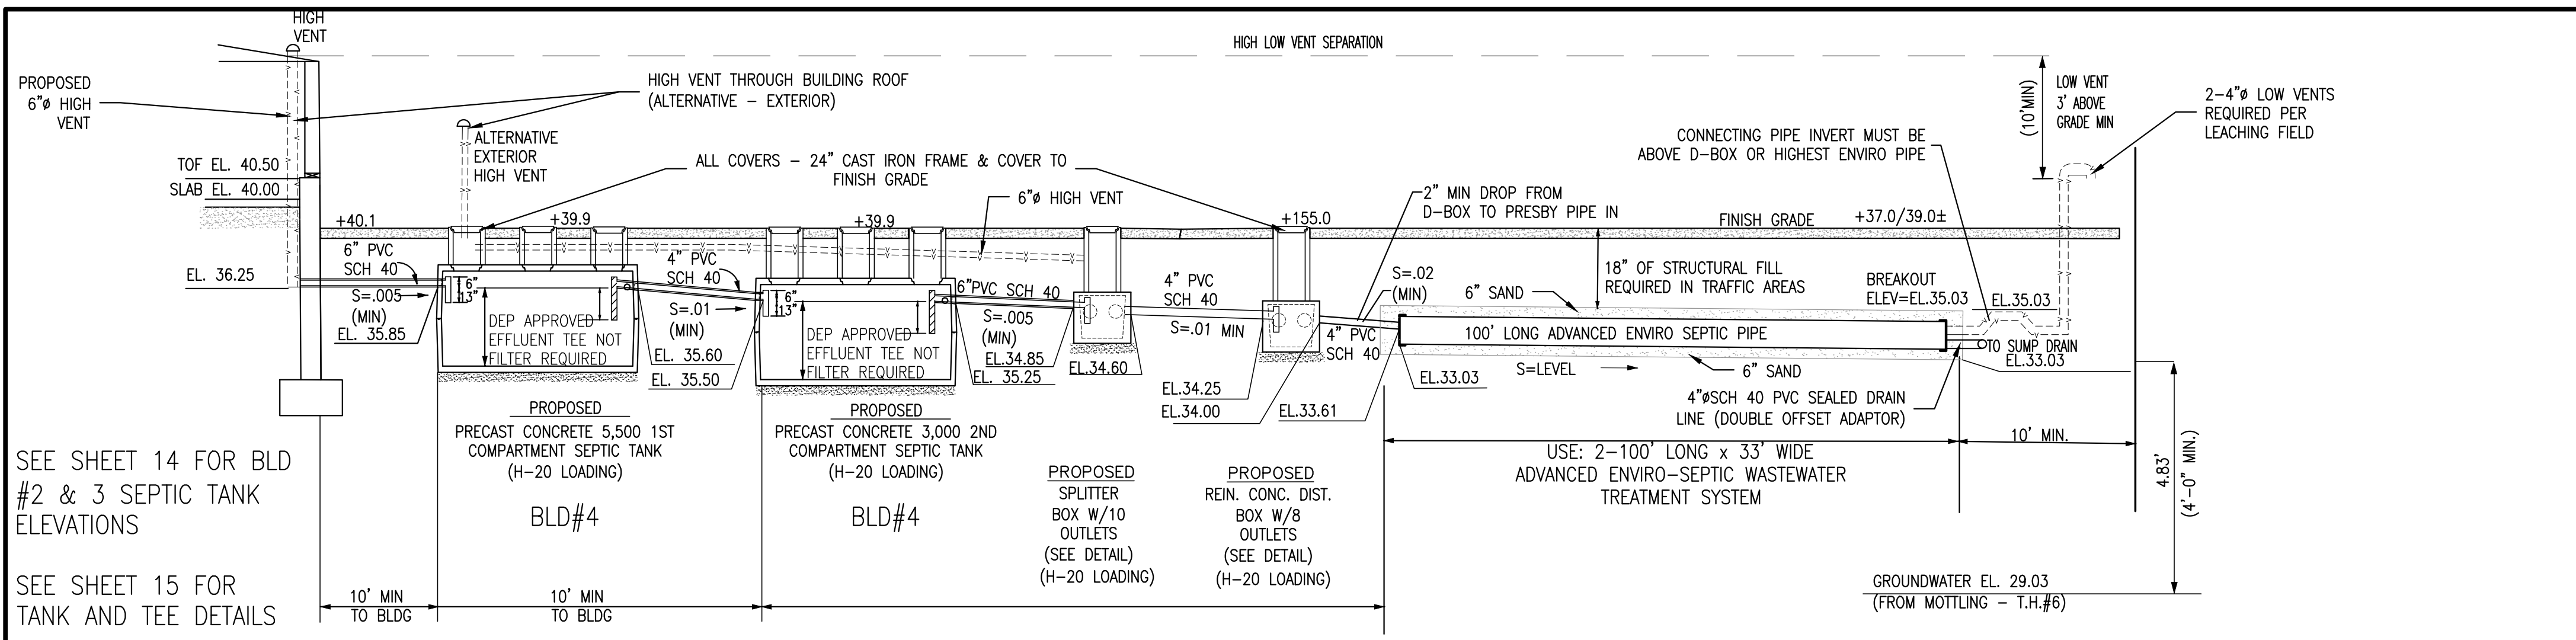 HIGH
VENT
HIGH LOW VENT SEPARATION
PROPOSED
6"ø HIGH
VENT
HIGH VENT THROUGH BUILDING ROOF
(ALTERNATIVE - EXTERIOR)
(10'MIN)
LOW VENT
3' ABOVE
GRADE MIN
2-4"ø LOW VENTS
REQUIRED PER
LEACHING FIELD
ALTERNATIVE
EXTERIOR
HIGH VENT
CONNECTING PIPE INVERT MUST BE
ABOVE D-BOX OR HIGHEST ENVIRO PIPE
TOF EL. 40.50
SLAB EL. 40.00
ALL COVERS - 24" CAST IRON FRAME & COVER TO
FINISH GRADE
6"ø HIGH VENT
2" MIN DROP FROM
D-BOX TO PRESBY PIPE IN
+40.1
+39.9
+39.9
+155.0
FINISH GRADE
+37.0/39.0±
EL. 36.25
6" PVC
SCH 40
S=.005
(MIN)
EL. 35.85
6"
13"
DEP APPROVED
EFFLUENT TEE NOT
FILTER REQUIRED
4" PVC
SCH 40
S=.01
(MIN)
EL. 35.60
EL. 35.50
6"
13"
DEP APPROVED
EFFLUENT TEE NOT
FILTER REQUIRED
6"PVC SCH 40
S=.005
(MIN)
EL.34.85
EL. 35.25
EL.34.60
4" PVC
SCH 40
S=.01 MIN
EL.34.25
EL.34.00
S=.02
(MIN)
4" PVC
SCH 40
EL.33.61
EL.33.03
6" SAND
18" OF STRUCTURAL FILL
REQUIRED IN TRAFFIC AREAS
BREAKOUT
ELEV=EL.35.03
EL.35.03
100' LONG ADVANCED ENVIRO SEPTIC PIPE
TO SUMP DRAIN
EL.33.03
S=LEVEL
6" SAND
4"øSCH 40 PVC SEALED DRAIN
LINE (DOUBLE OFFSET ADAPTOR)
10' MIN.
4.83'
(4'-0" MIN.)
PROPOSED
PRECAST CONCRETE 5,500 1ST
COMPARTMENT SEPTIC TANK
(H-20 LOADING)
BLD#4
PROPOSED
PRECAST CONCRETE 3,000 2ND
COMPARTMENT SEPTIC TANK
(H-20 LOADING)
BLD#4
PROPOSED
SPLITTER
BOX W/10
OUTLETS
(SEE DETAIL)
(H-20 LOADING)
PROPOSED
REIN. CONC. DIST.
BOX W/8
OUTLETS
(SEE DETAIL)
(H-20 LOADING)
USE: 2-100' LONG x 33' WIDE
ADVANCED ENVIRO-SEPTIC WASTEWATER
TREATMENT SYSTEM
SEE SHEET 14 FOR BLD
#2 & 3 SEPTIC TANK
ELEVATIONS
SEE SHEET 15 FOR
TANK AND TEE DETAILS
10' MIN
TO BLDG
10' MIN
TO BLDG
GROUNDWATER EL. 29.03
(FROM MOTTLING - T.H.#6)